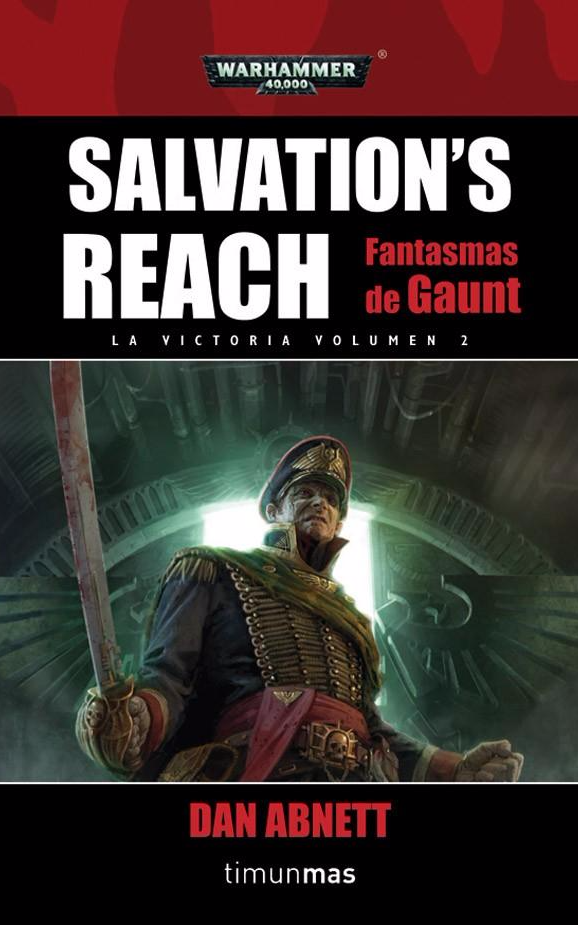 WARHAMMER®
40,000
SALVATION'S
REACH
Fantasmas
de Gaunt
LA VICTORIA VOLUMEN 2
DAN ABNETT
timunmas